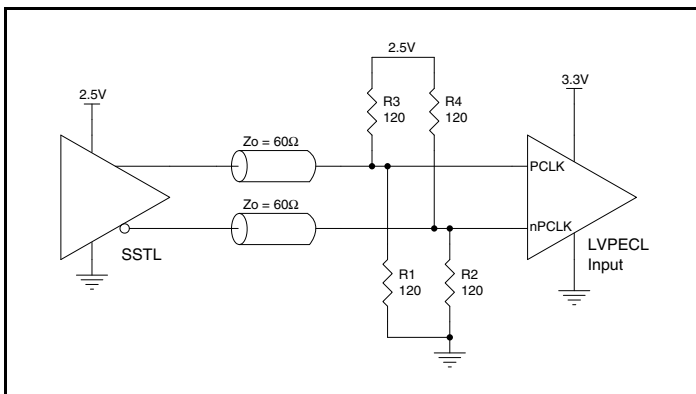 2.5V
3.3V
2.5V
R3
120
R4
120
Zo = 60Ω
PCLK
Zo = 60Ω
nPCLK
SSTL
LVPECL
Input
R1
120
R2
120